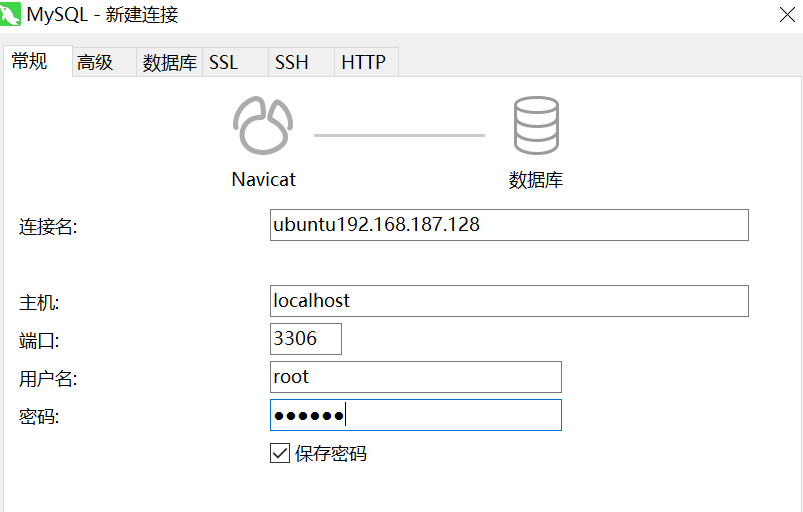 MySQL - 新建连接
常规 高级 数据库 SSL SSH HTTP
Navicat 数据库
连接名: ubuntu192.168.187.128
主机: localhost
端口: 3306
用户名: root
密码: ●●●●●●
保存密码